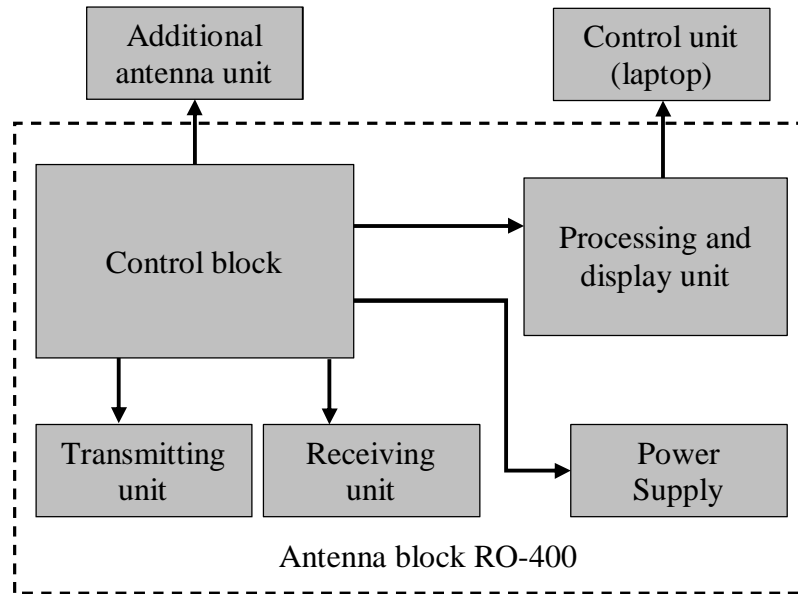 Additional
antenna unit
Control unit
(laptop)
Control block
Processing and
display unit
Transmitting
unit
Receiving
unit
Power
Supply
Antenna block RO-400